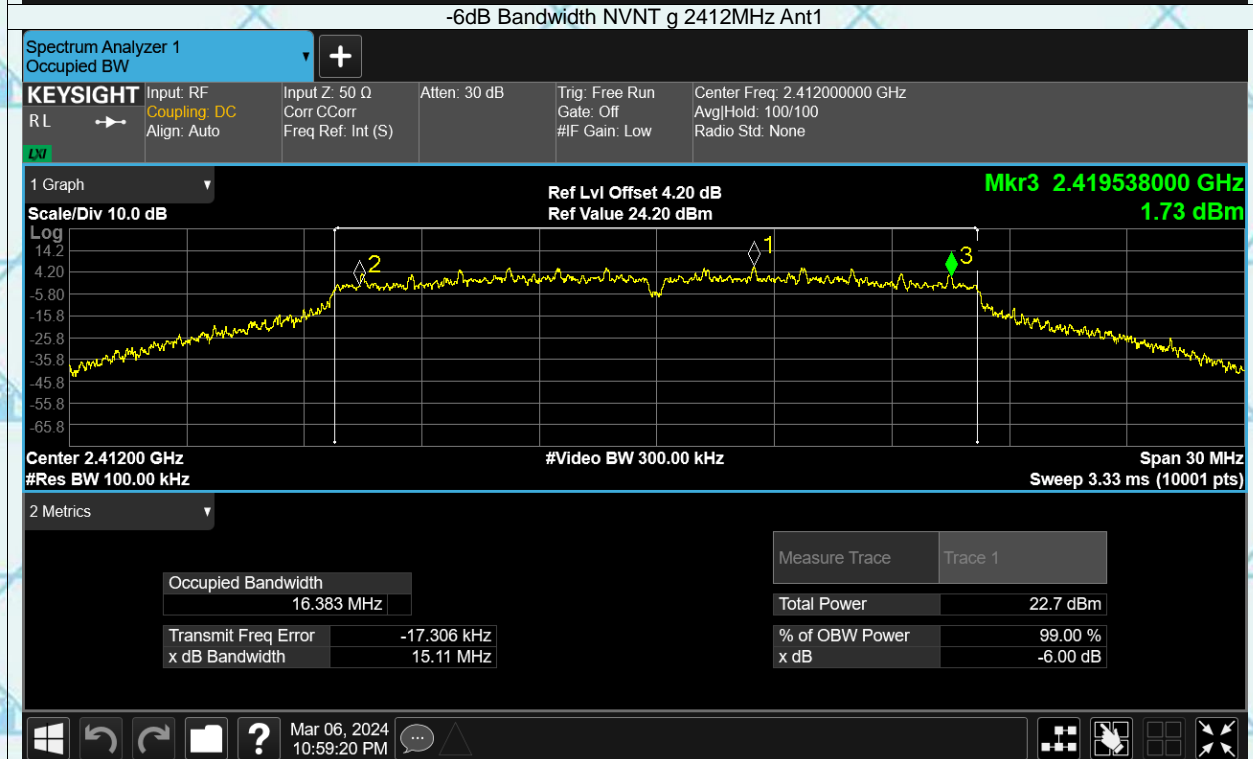 -6dB Bandwidth NVNT g 2412MHz Ant1
Spectrum Analyzer 1
Occupied BW
KEYSIGHT
R L
LXI
Input: RF
Coupling: DC
Align: Auto
Input Z: 50 Ω
Corr CCorr
Freq Ref: Int (S)
Atten: 30 dB
Trig: Free Run
Gate: Off
#IF Gain: Low
Center Freq: 2.412000000 GHz
Avg|Hold: 100/100
Radio Std: None
1 Graph
Scale/Div 10.0 dB
Ref Lvl Offset 4.20 dB
Ref Value 24.20 dBm
Mkr3 2.419538000 GHz
1.73 dBm
Log
14.2
4.20
-5.80
-15.8
-25.8
-35.8
-45.8
-55.8
-65.8
2
1
3
Center 2.41200 GHz
#Res BW 100.00 kHz
#Video BW 300.00 kHz
Span 30 MHz
Sweep 3.33 ms (10001 pts)
2 Metrics
Measure Trace Trace 1
Occupied Bandwidth
16.383 MHz
Total Power 22.7 dBm
Transmit Freq Error -17.306 kHz
x dB Bandwidth 15.11 MHz
% of OBW Power 99.00 %
x dB -6.00 dB
?
Mar 06, 2024
10:59:20 PM